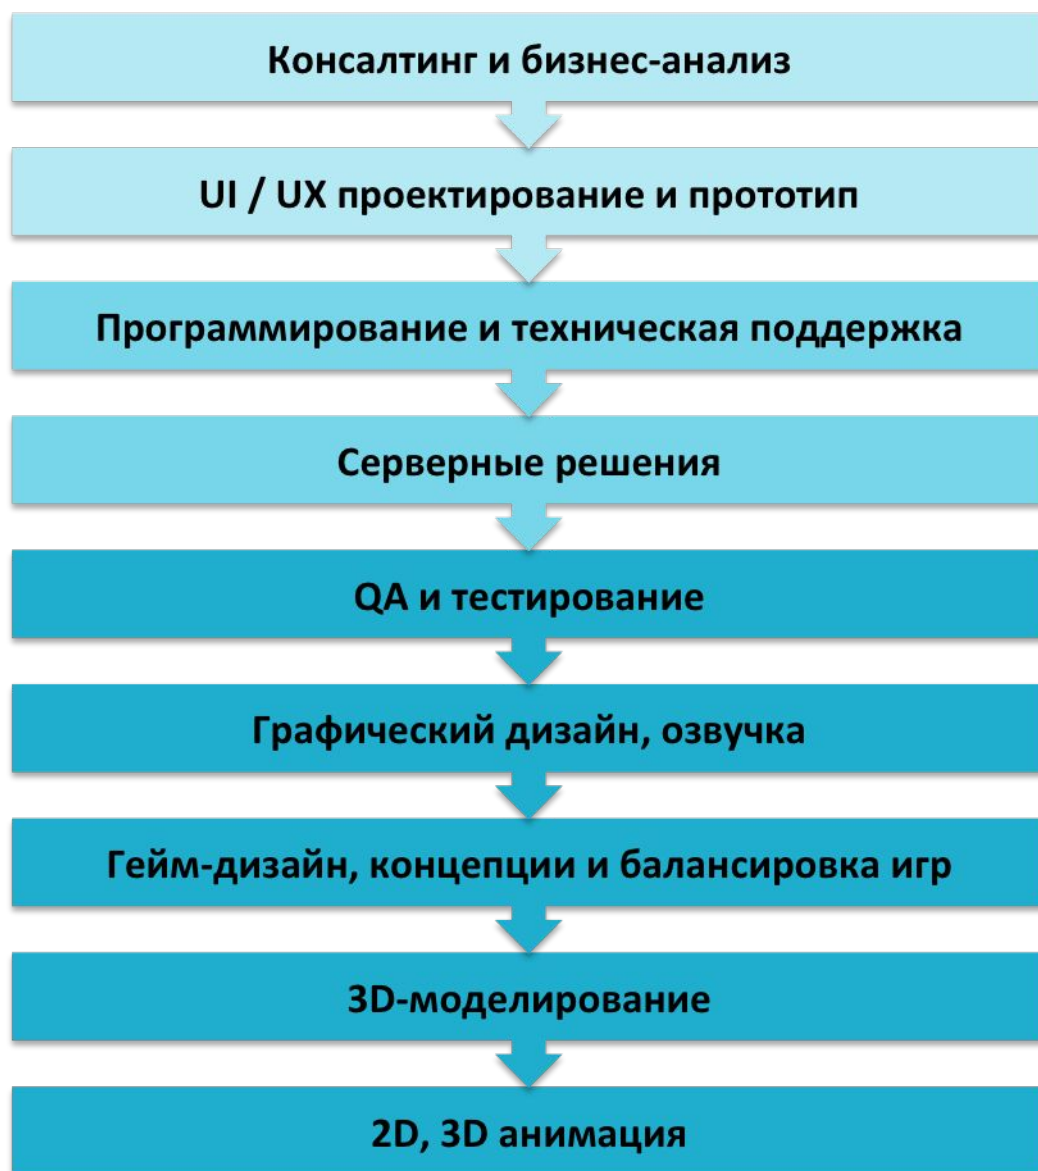 Консалтинг и бизнес-анализ
UI / UX проектирование и прототип
Программирование и техническая поддержка
Серверные решения
QA и тестирование
Графический дизайн, озвучка
Гейм-дизайн, концепции и балансировка игр
3D-моделирование
2D, 3D анимация